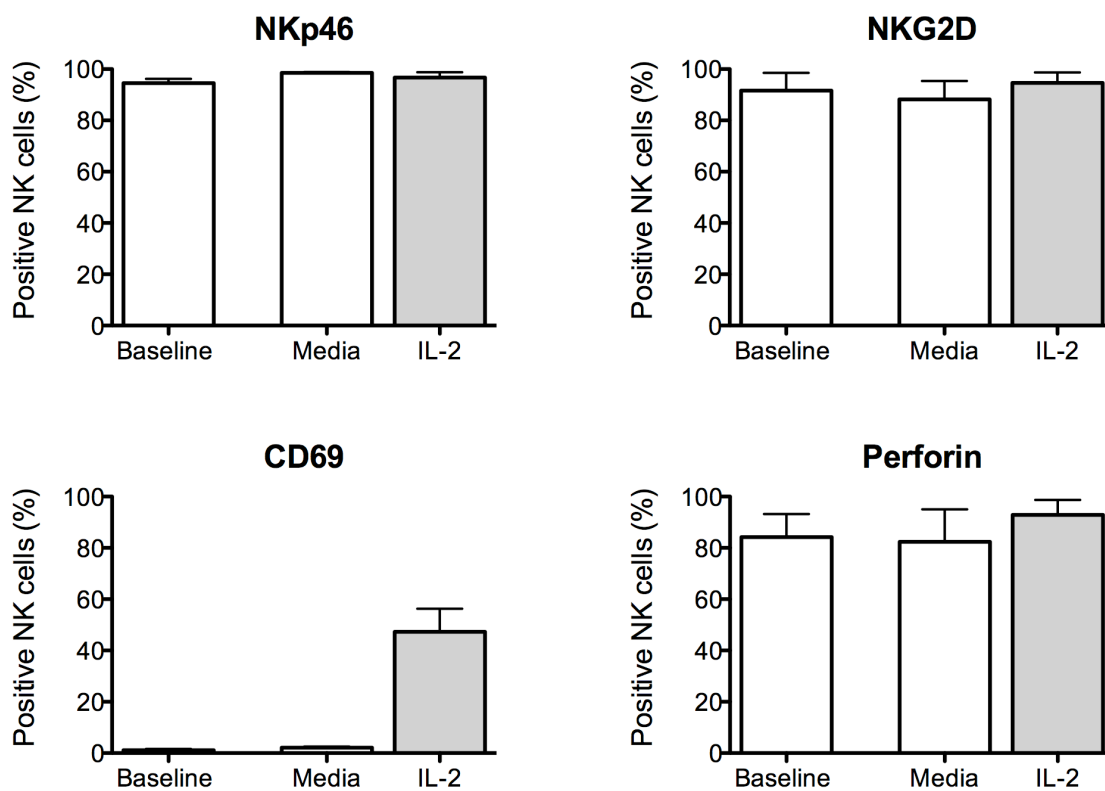 NKp46
Positive NK cells (%)
100
80
60
40
20
0
Baseline Media IL-2
NKG2D
Positive NK cells (%)
100
80
60
40
20
0
Baseline Media IL-2
CD69
Positive NK cells (%)
100
80
60
40
20
0
Baseline Media IL-2
Perforin
Positive NK cells (%)
100
80
60
40
20
0
Baseline Media IL-2